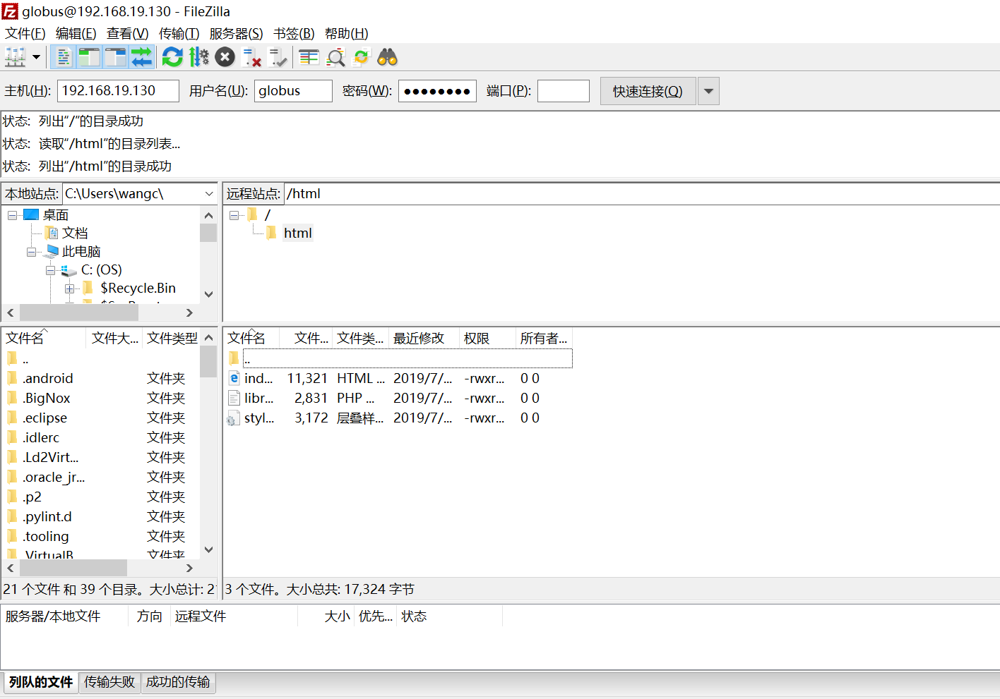 globus@192.168.19.130 - FileZilla
文件(F) 编辑(E) 查看(V) 传输(T) 服务器(S) 书签(B) 帮助(H)
主机(H): 192.168.19.130 用户名(U): globus 密码(W): ●●●●●●●● 端口(P): 快速连接(Q)
状态: 列出“/”的目录成功
状态: 读取“/html”的目录列表...
状态: 列出“/html”的目录成功
本地站点: C:\Users\wangc\
桌面
文档
此电脑
C: (OS)
$Recycle.Bin
远程站点: /html
/
html
文件名 文件大... 文件类型
..
.android 文件夹
.BigNox 文件夹
.eclipse 文件夹
.idlerc 文件夹
.Ld2Virt... 文件夹
.oracle_jr... 文件夹
.p2 文件夹
.pylint.d 文件夹
.tooling 文件夹
.VirtualB 文件夹
21 个文件 和 39 个目录。大小总计: 2
文件名 文件... 文件类... 最近修改 权限 所有者...
..
ind... 11,321 HTML ... 2019/7/... -rwxr... 0 0
libr... 2,831 PHP ... 2019/7/... -rwxr... 0 0
styl... 3,172 层叠样... 2019/7/... -rwxr... 0 0
3 个文件。大小总共: 17,324 字节
服务器/本地文件 方向 远程文件 大小 优先... 状态
列队的文件 传输失败 成功的传输